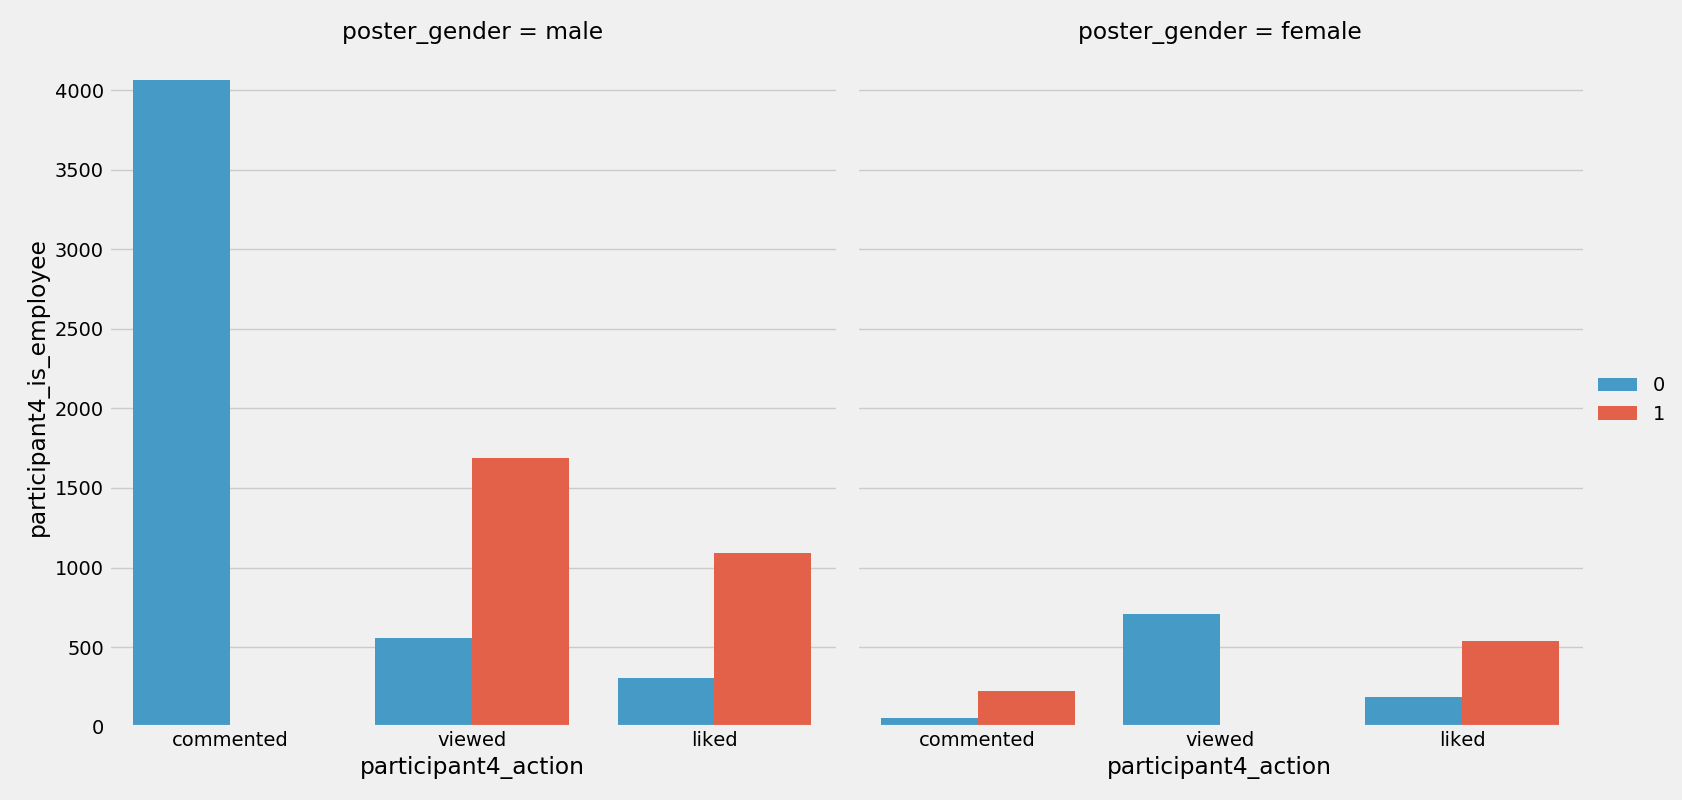 poster_gender = male
poster_gender = female
4000
3500
3000
2500
2000
1500
1000
500
0
participant4_is_employee
commented viewed liked
commented viewed liked
participant4_action
participant4_action
0
1